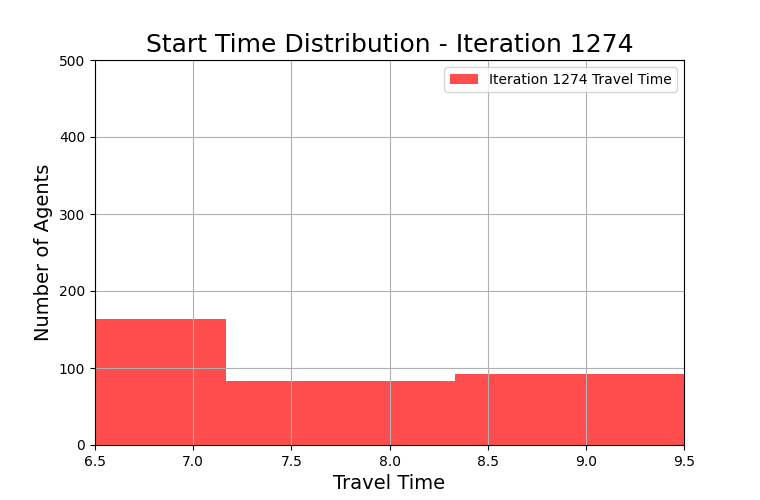 Start Time Distribution - Iteration 1274
Iteration 1274 Travel Time
500
400
300
200
100
0
Number of Agents
6.5 7.0 7.5 8.0 8.5 9.0 9.5
Travel Time